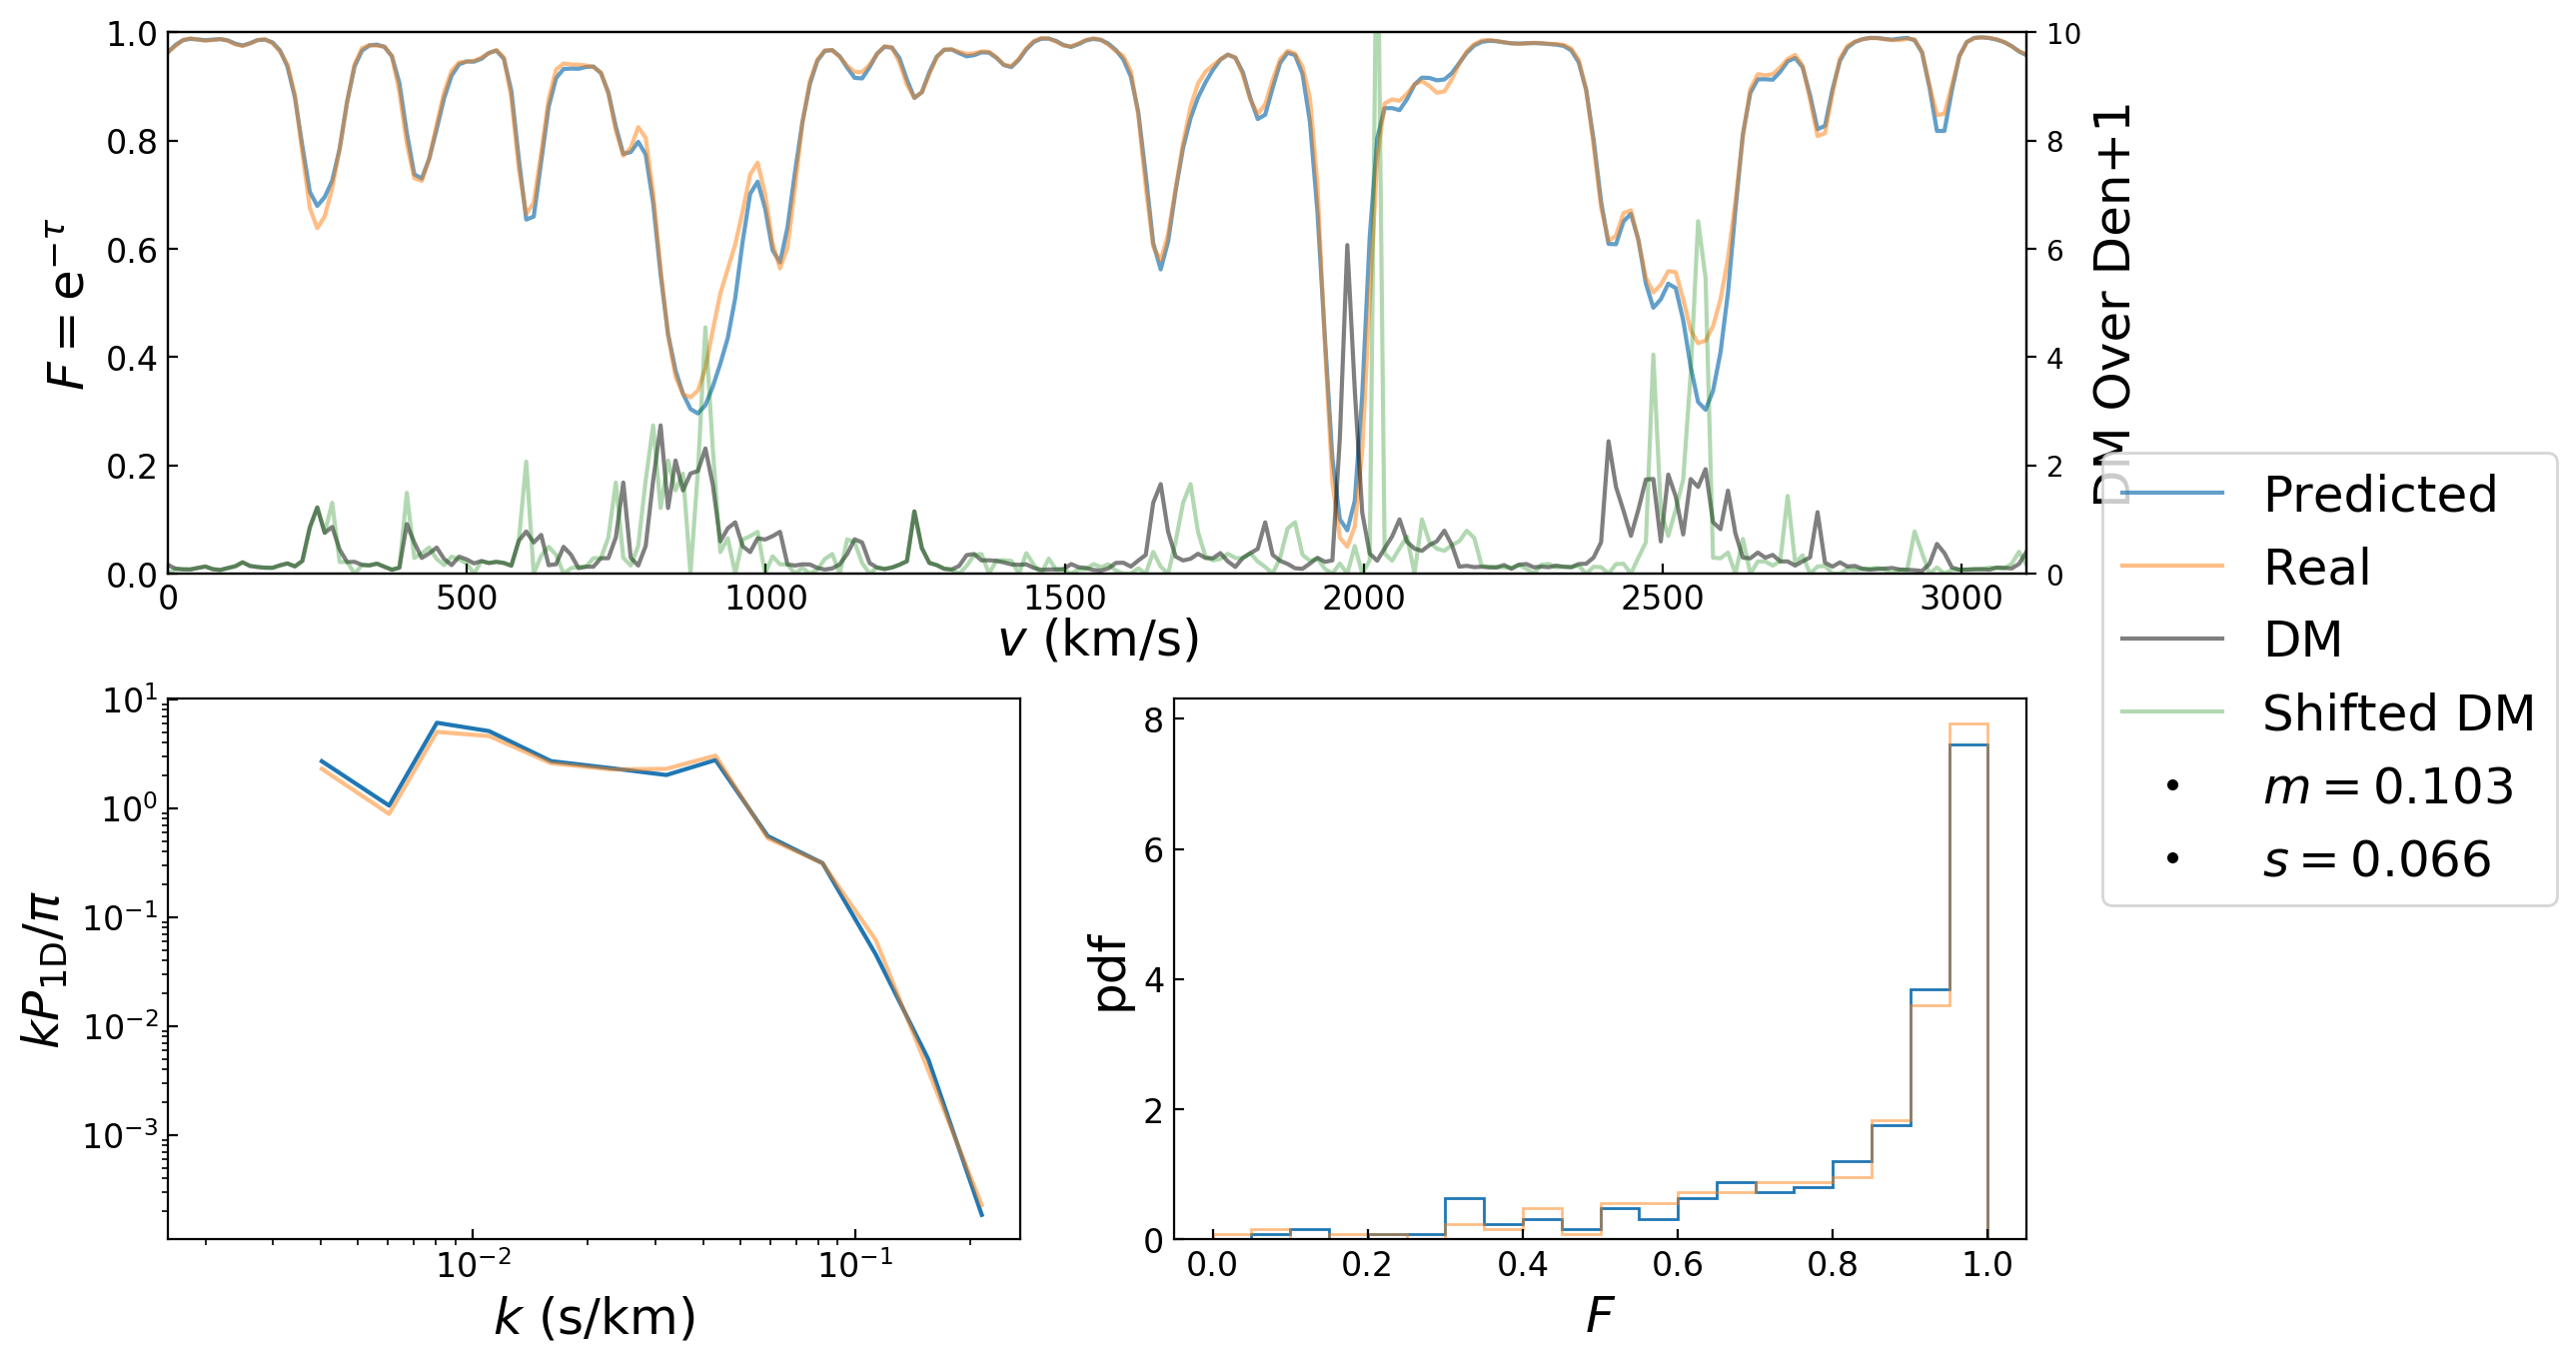 1.0
0.8
0.6
0.4
0.2
0.0
F = e^{−τ}
10
8
6
4
2
0
DM Over Den+1
0 500 1000 1500 2000 2500 3000
v (km/s)
Predicted
Real
DM
Shifted DM
m = 0.103
s = 0.066
10^1
10^0
10^{−1}
10^{−2}
10^{−3}
kP_{1D}/π
10^{−2} 10^{−1}
k (s/km)
8
6
4
2
0
pdf
0.0 0.2 0.4 0.6 0.8 1.0
F